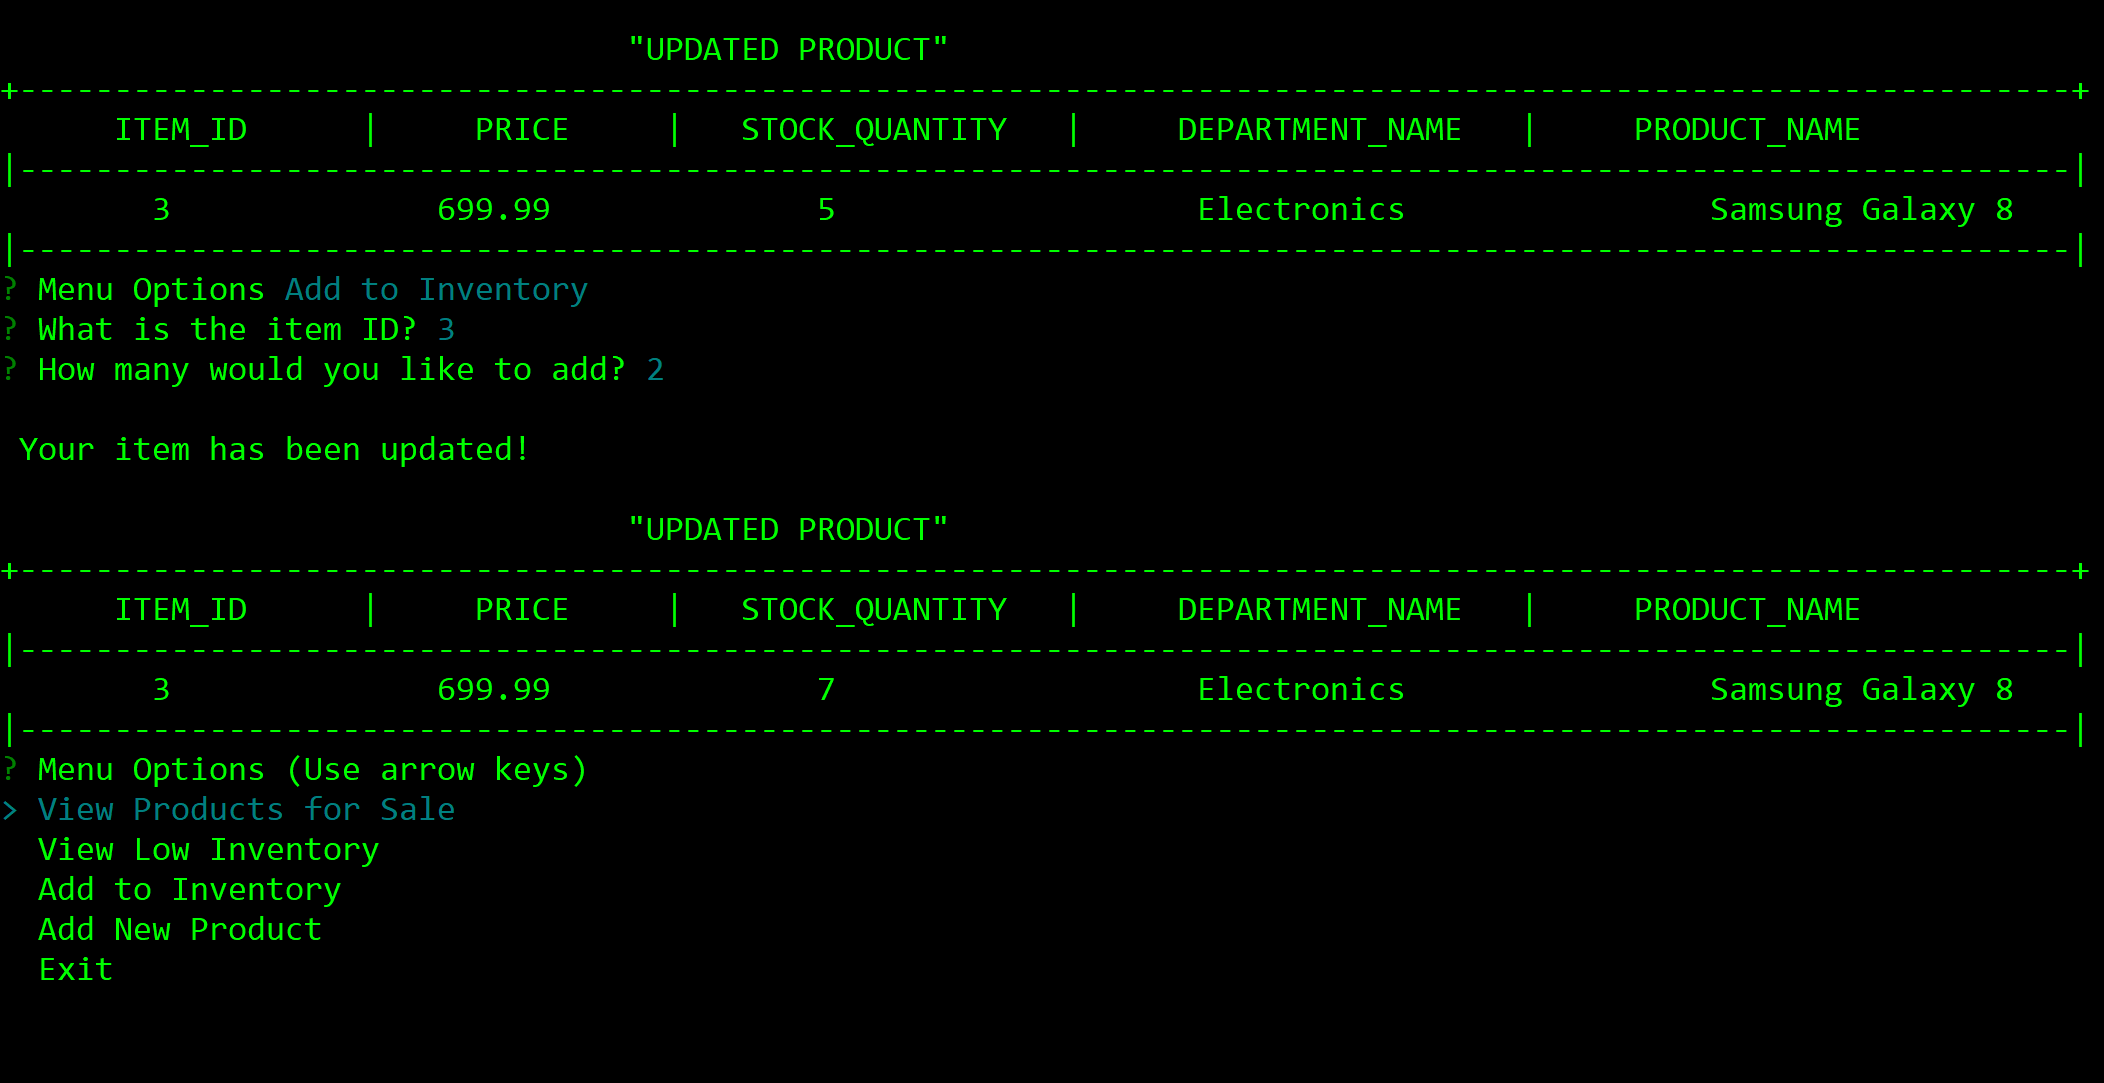 "UPDATED PRODUCT"
+------------------------------------------------------------------------------------------------------------+
ITEM_ID | PRICE | STOCK_QUANTITY | DEPARTMENT_NAME | PRODUCT_NAME
|------------------------------------------------------------------------------------------------------------|
3 699.99 5 Electronics Samsung Galaxy 8
|------------------------------------------------------------------------------------------------------------|
? Menu Options Add to Inventory
? What is the item ID? 3
? How many would you like to add? 2
Your item has been updated!
"UPDATED PRODUCT"
+------------------------------------------------------------------------------------------------------------+
ITEM_ID | PRICE | STOCK_QUANTITY | DEPARTMENT_NAME | PRODUCT_NAME
|------------------------------------------------------------------------------------------------------------|
3 699.99 7 Electronics Samsung Galaxy 8
|------------------------------------------------------------------------------------------------------------|
? Menu Options (Use arrow keys)
> View Products for Sale
View Low Inventory
Add to Inventory
Add New Product
Exit